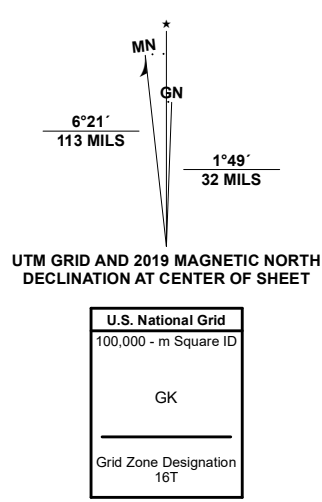 MN
GN
6°21´
113 MILS
1°49´
32 MILS
UTM GRID AND 2019 MAGNETIC NORTH
DECLINATION AT CENTER OF SHEET
U.S. National Grid
100,000 - m Square ID
GK
Grid Zone Designation
16T